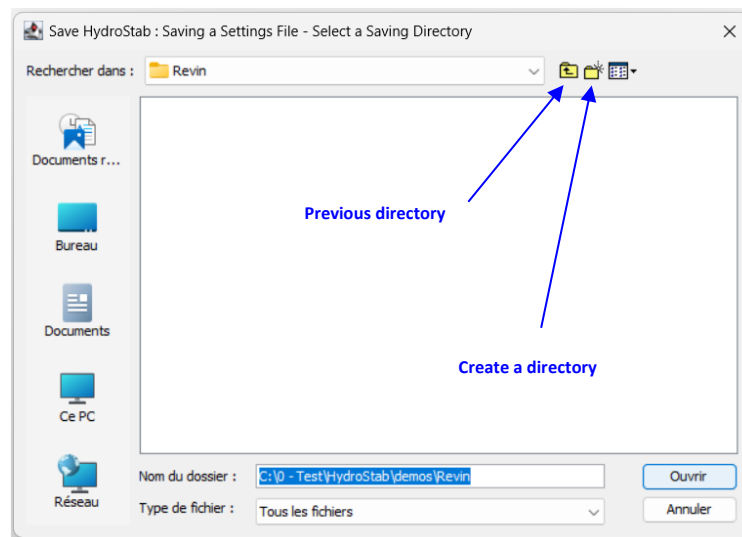 Save HydroStab : Saving a Settings File - Select a Saving Directory
Rechercher dans : Revin
Documents r...
Previous directory
Bureau
Documents
Create a directory
Ce PC
Nom du dossier : C:\0 - Test\HydroStab\demos\Revin Ouvrir
Réseau
Type de fichier : Tous les fichiers Annuler